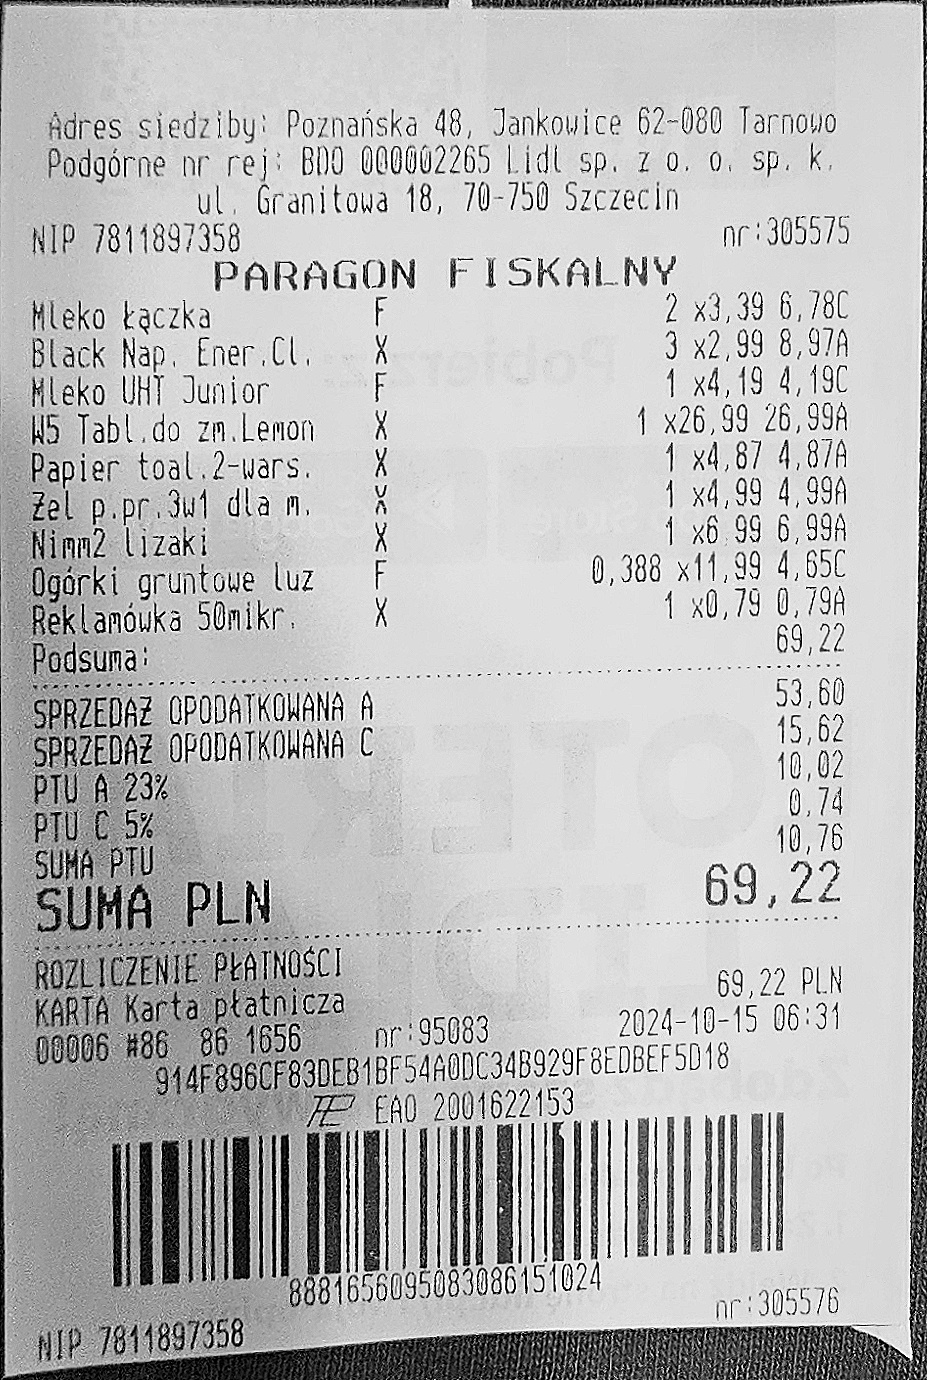 Adres siedziby: Poznańska 48, Jankowice 62-080 Tarnowo
Podgórne nr rej: BDO 000002265 Lidl sp. z o. o. sp. k.
ul. Granitowa 18, 70-750 Szczecin
NIP 7811897358 nr:305575
PARAGON FISKALNY
Mleko Łączka F 2 x3,39 6,78C
Black Nap. Ener.Cl. X 3 x2,99 8,97A
Mleko UHT Junior F 1 x4,19 4,19C
W5 Tabl.do zm.Lemon X 1 x26,99 26,99A
Papier toal.2-wars. X 1 x4,87 4,87A
Żel p.pr.3w1 dla m. X 1 x4,99 4,99A
Nimm2 lizaki X 1 x6,99 6,99A
Ogórki gruntowe luz F 0,388 x11,99 4,65C
Reklamówka 50mikr. X 1 x0,79 0,79A
Podsuma: 69,22
SPRZEDAŻ OPODATKOWANA A 53,60
SPRZEDAŻ OPODATKOWANA C 15,62
PTU A 23% 10,02
PTU C 5% 0,74
SUMA PTU 10,76
SUMA PLN 69,22
ROZLICZENIE PŁATNOŚCI
KARTA Karta płatnicza 69,22 PLN
00006 #86 86 1656 nr:95083 2024-10-15 06:31
914F896CF83DEB1BF54A0DC34B929F8EDBEF5D18
EAO 2001622153
8881656095083086151024
NIP 7811897358 nr:305576